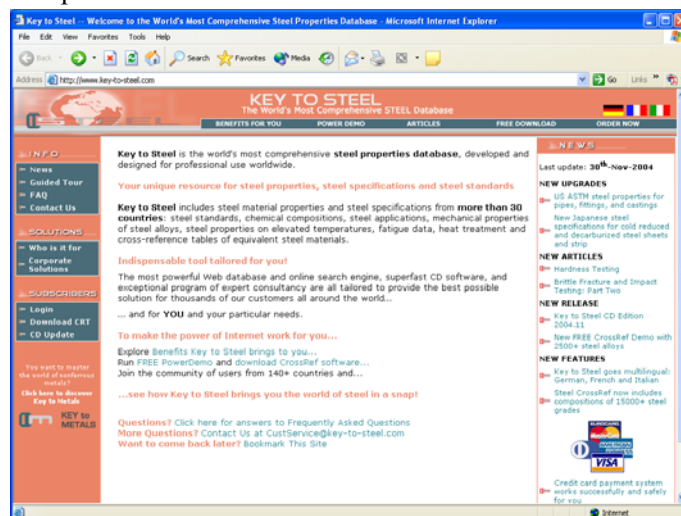 Key to Steel -- Welcome to the World's Most Comprehensive Steel Properties Database - Microsoft Internet Explorer
File Edit View Favorites Tools Help
Back Search Favorites Media
Address http://www.key-to-steel.com Go Links
KEY TO STEEL
The World's Most Comprehensive STEEL Database
BENEFITS FOR YOU POWER DEMO ARTICLES FREE DOWNLOAD ORDER NOW
INFO
News
Guided Tour
FAQ
Contact Us
SOLUTIONS
Who is it for
Corporate
Solutions
SUBSCRIBERS
Login
Download CRT
CD Update
You want to master
the world of nonferrous
metals?
Click here to discover
Key to Metals
KEY to
METALS
Key to Steel is the world's most comprehensive steel properties database, developed and
designed for professional use worldwide.
Your unique resource for steel properties, steel specifications and steel standards
Key to Steel includes steel material properties and steel specifications from more than 30
countries: steel standards, chemical compositions, steel applications, mechanical properties
of steel alloys, steel properties on elevated temperatures, fatigue data, heat treatment and
cross-reference tables of equivalent steel materials.
Indispensable tool tailored for you!
The most powerful Web database and online search engine, superfast CD software, and
exceptional program of expert consultancy are all tailored to provide the best possible
solution for thousands of our customers all around the world...
... and for YOU and your particular needs.
To make the power of Internet work for you...
Explore Benefits Key to Steel brings to you...
Run FREE PowerDemo and download CrossRef software...
Join the community of users from 140+ countries and...
...see how Key to Steel brings you the world of steel in a snap!
Questions? Click here for answers to Frequently Asked Questions
More Questions? Contact Us at CustService@key-to-steel.com
Want to come back later? Bookmark This Site
NEWS
Last update: 30th-Nov-2004
NEW UPGRADES
US ASTM steel properties for
pipes, fittings, and castings
New Japanese steel
specifications for cold reduced
and decarburized steel sheets
and strip
NEW ARTICLES
Hardness Testing
Brittle Fracture and Impact
Testing: Part Two
NEW RELEASE
Key to Steel CD Edition
2004.11
New FREE CrossRef Demo with
2500+ steel alloys
NEW FEATURES
Key to Steel goes multilingual:
German, French and Italian
Steel CrossRef now includes
compositions of 15000+ steel
grades
EUROCARD
AMERICAN EXPRESS
VISA
Credit card payment system
works successfully and safely
for you
Internet